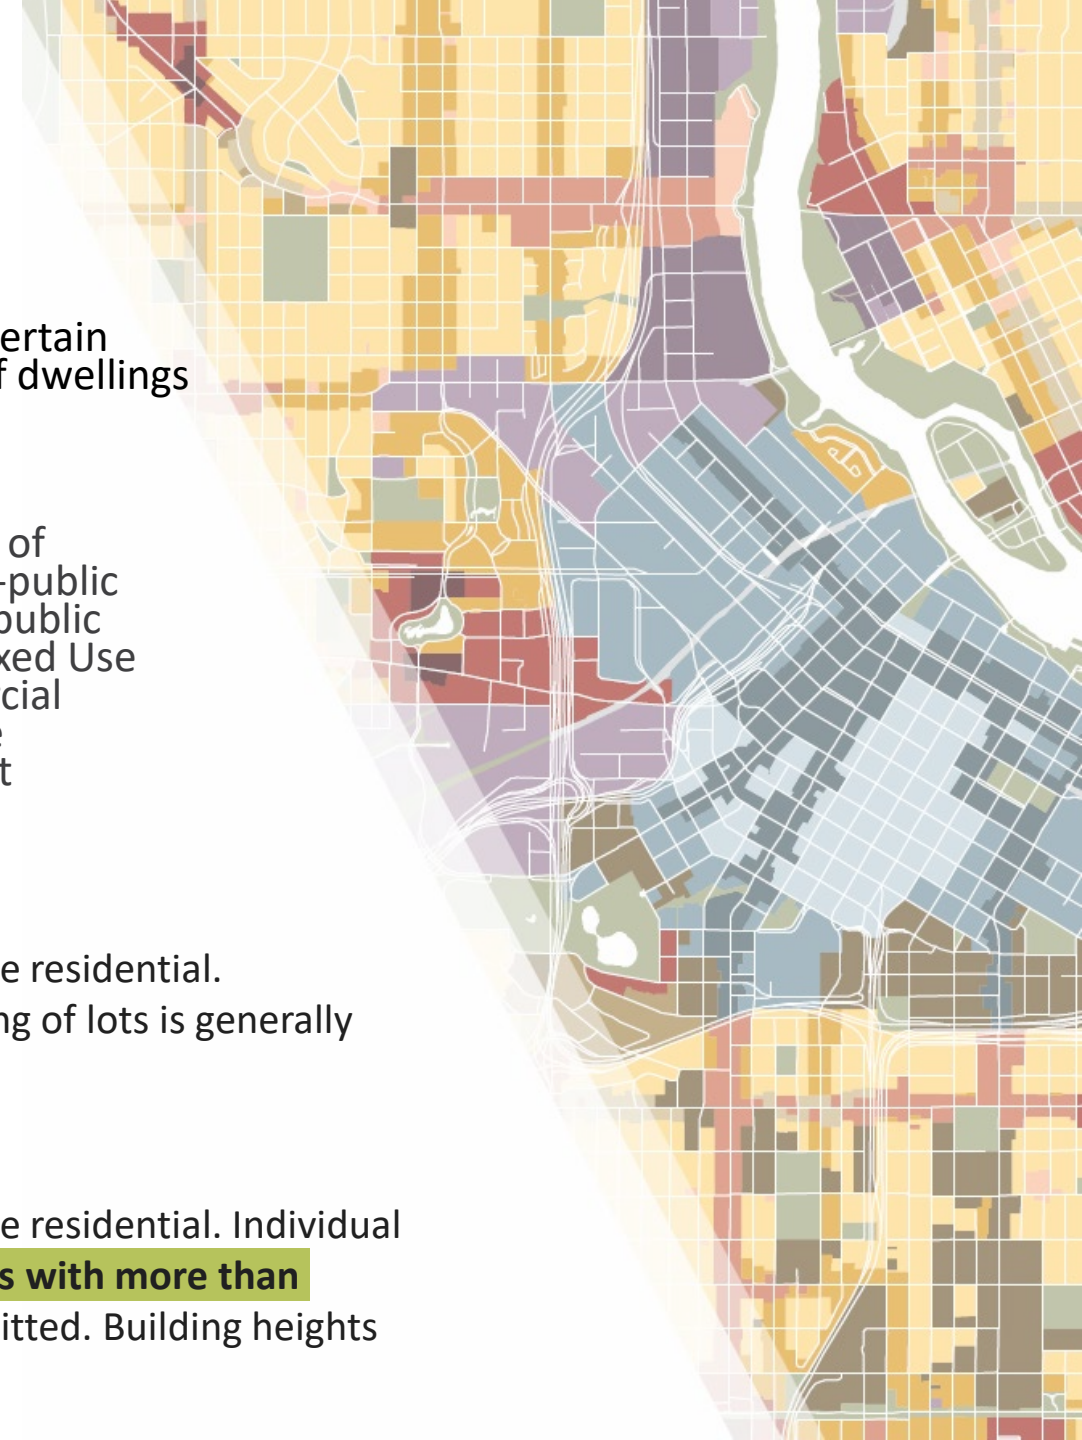 ertain
f dwellings
of
-public
public
xed Use
rcial
e
t
e residential.
ng of lots is generally
e residential. Individual
s with more than
itted. Building heights